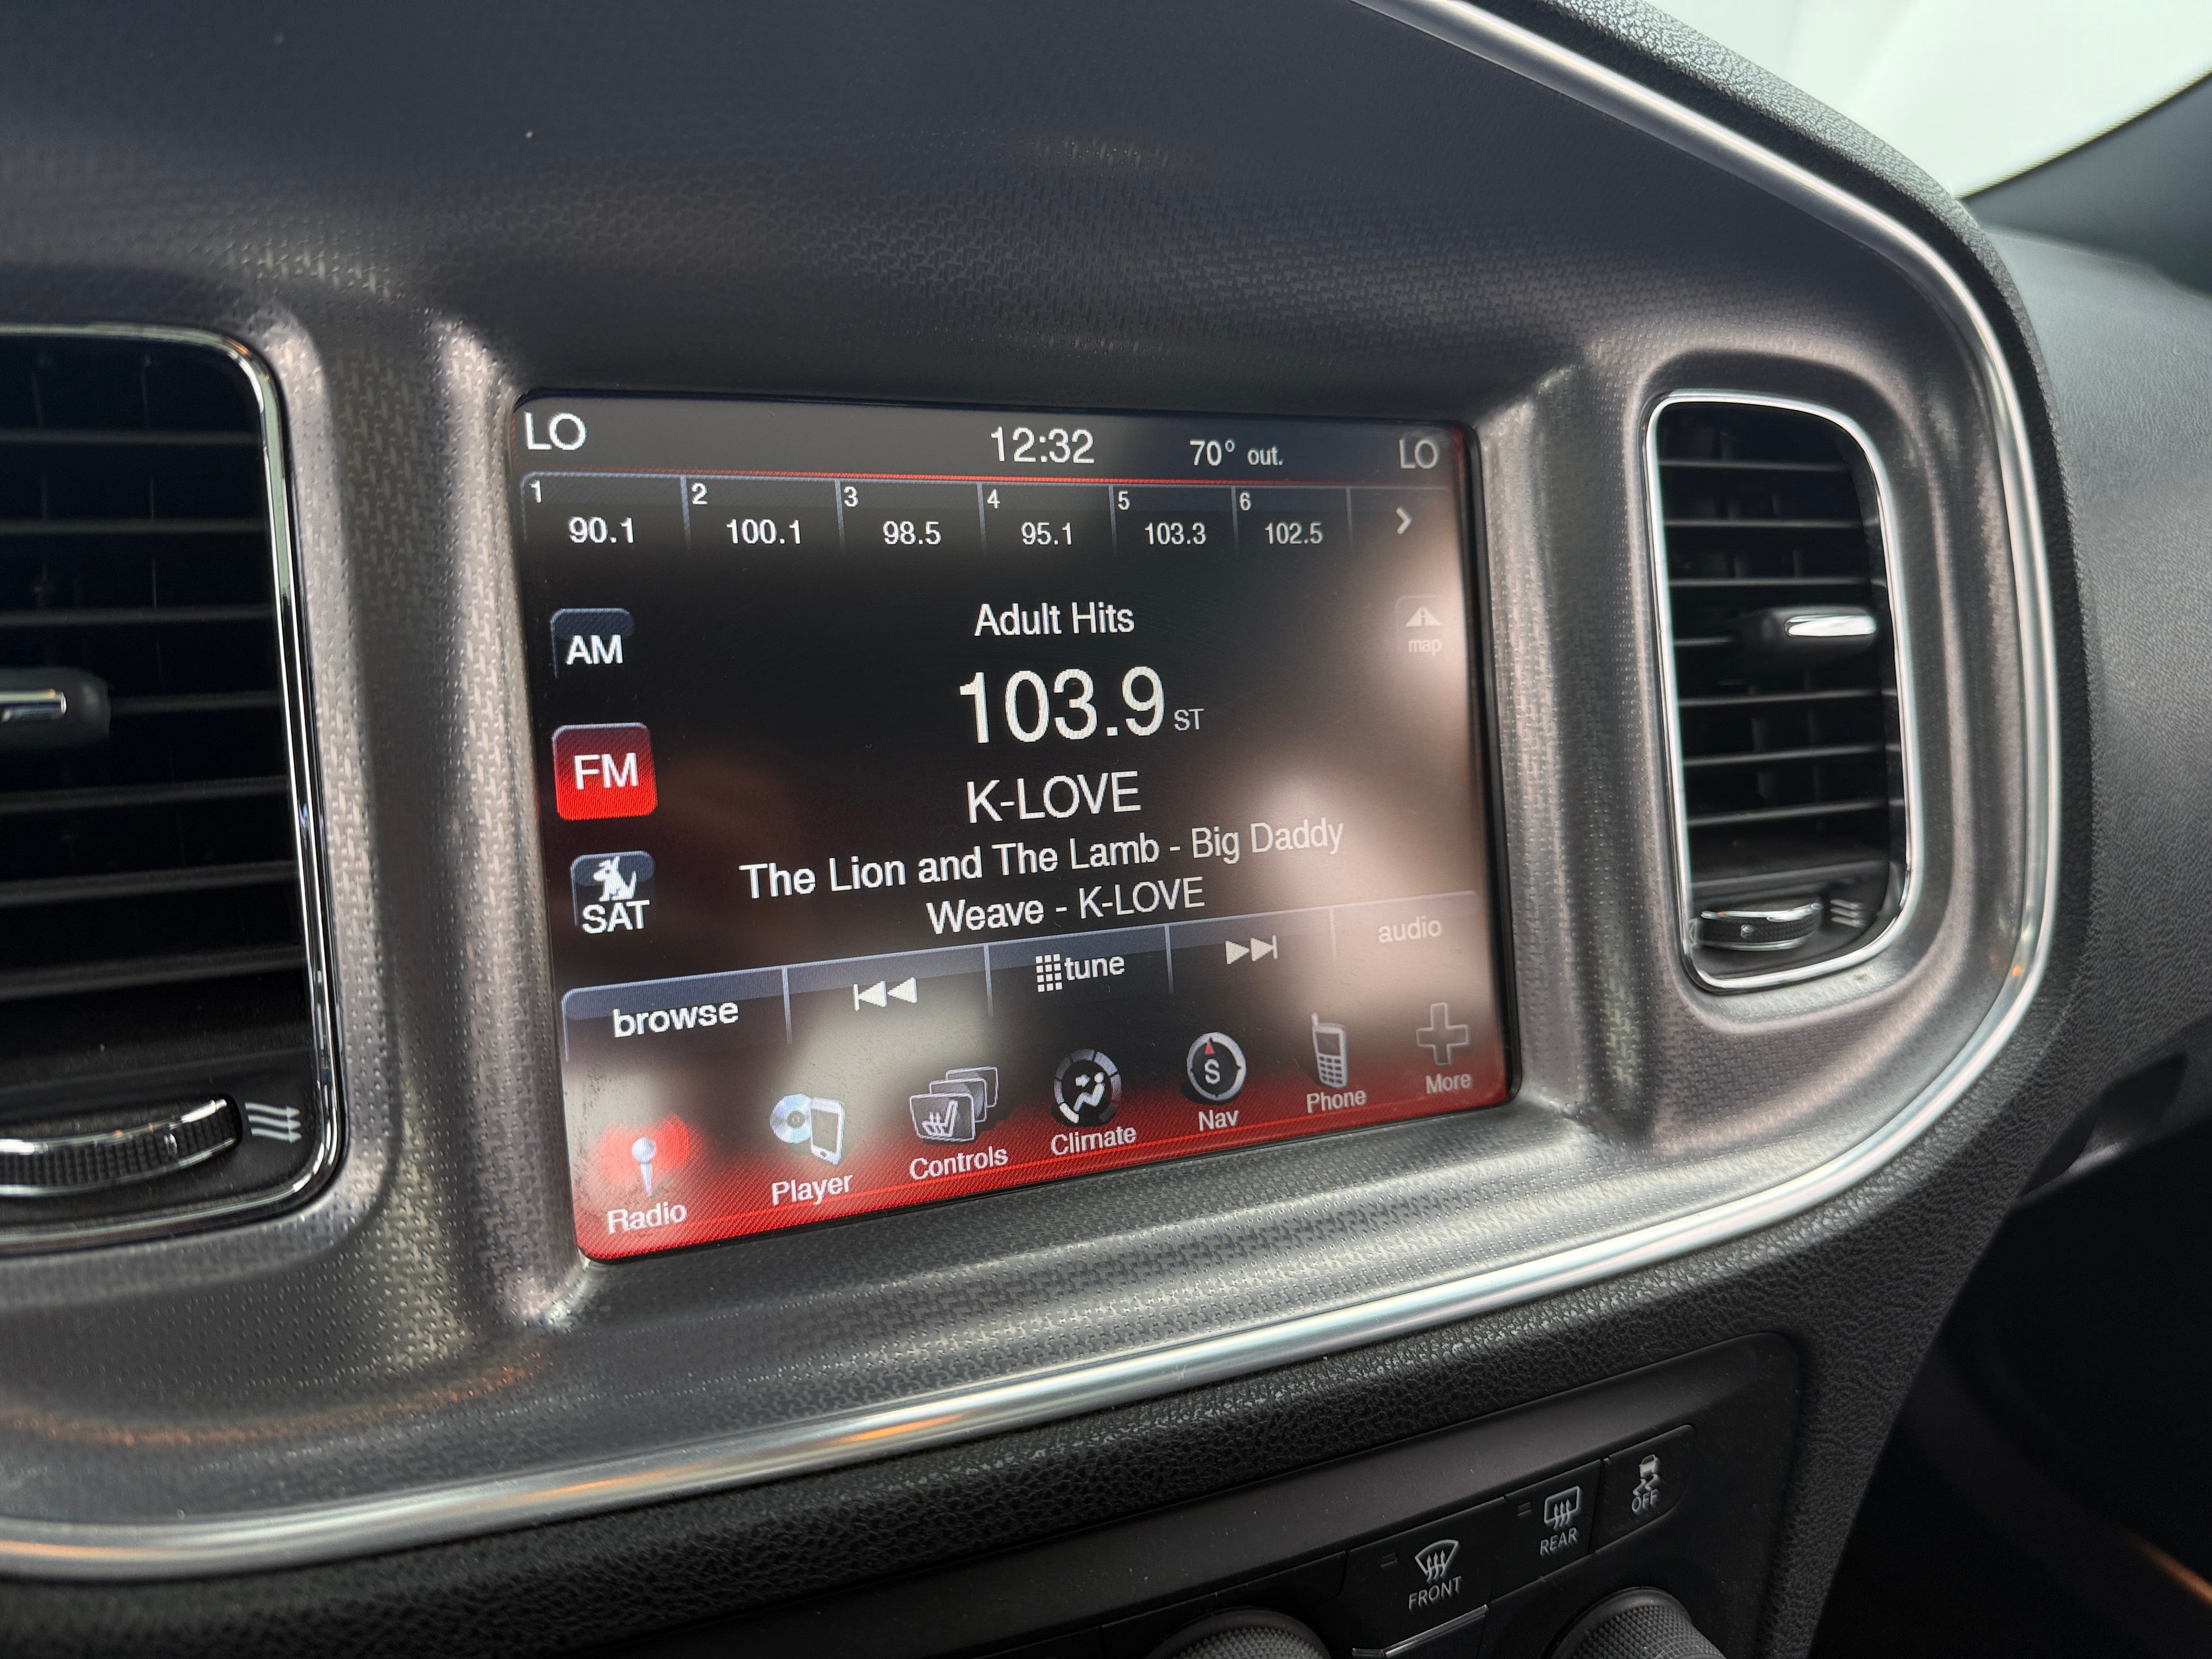 LO 12:32 70° out. LO
1 2 3 4 5 6
90.1 100.1 98.5 95.1 103.3 102.5
Adult Hits
AM
map
103.9 ST
FM
K-LOVE
The Lion and The Lamb - Big Daddy
Weave - K-LOVE
SAT
browse tune audio
Radio Player Controls Climate S Nav Phone More
FRONT REAR OFF